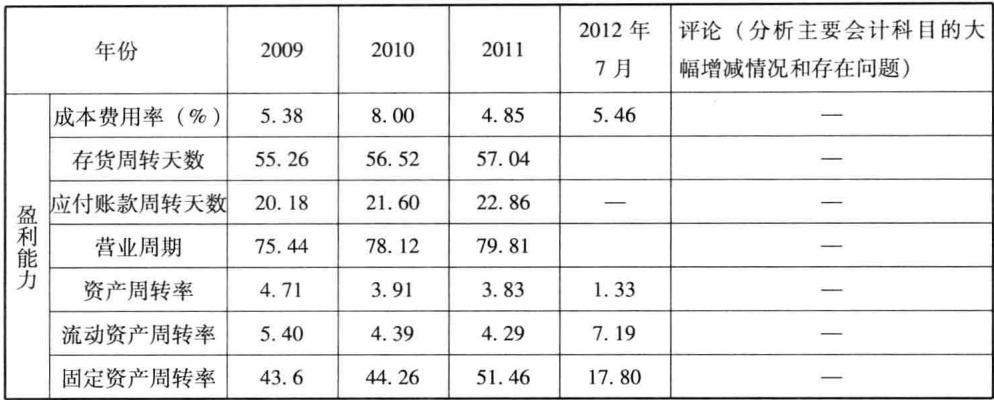 年份 2009 2010 2011 2012 年 7 月 评论（分析主要会计科目的大
幅增减情况和存在问题）
盈利能力
成本费用率（%） 5.38 8.00 4.85 5.46 —
存货周转天数 55.26 56.52 57.04 —
应付账款周转天数 20.18 21.60 22.86 — —
营业周期 75.44 78.12 79.81 —
资产周转率 4.71 3.91 3.83 1.33 —
流动资产周转率 5.40 4.39 4.29 7.19 —
固定资产周转率 43.6 44.26 51.46 17.80 —